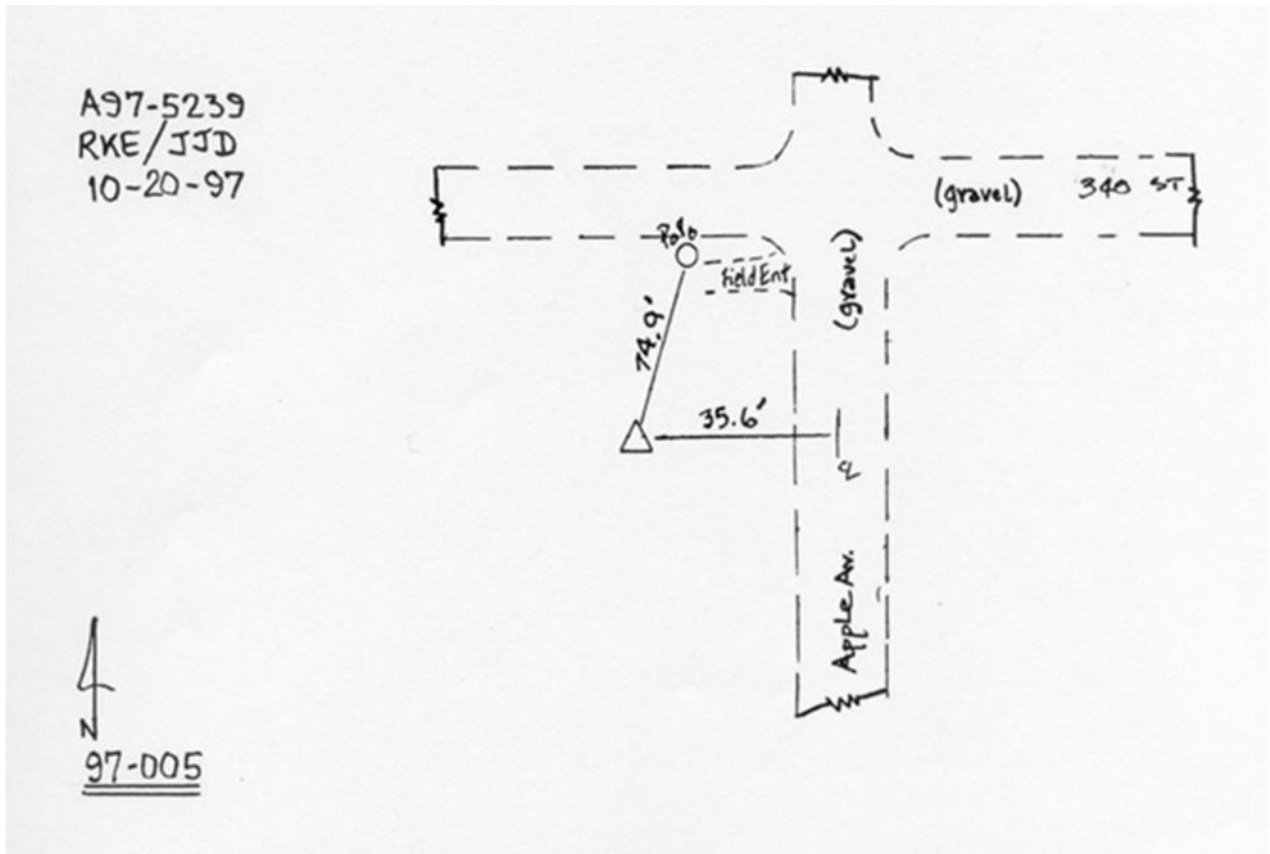 A97-5239
RKE/JJD
10-20-97
(gravel) 340 ST
Pole
Field Ent
(gravel)
74.9'
35.6'
℄
Apple Av.
N
97-005